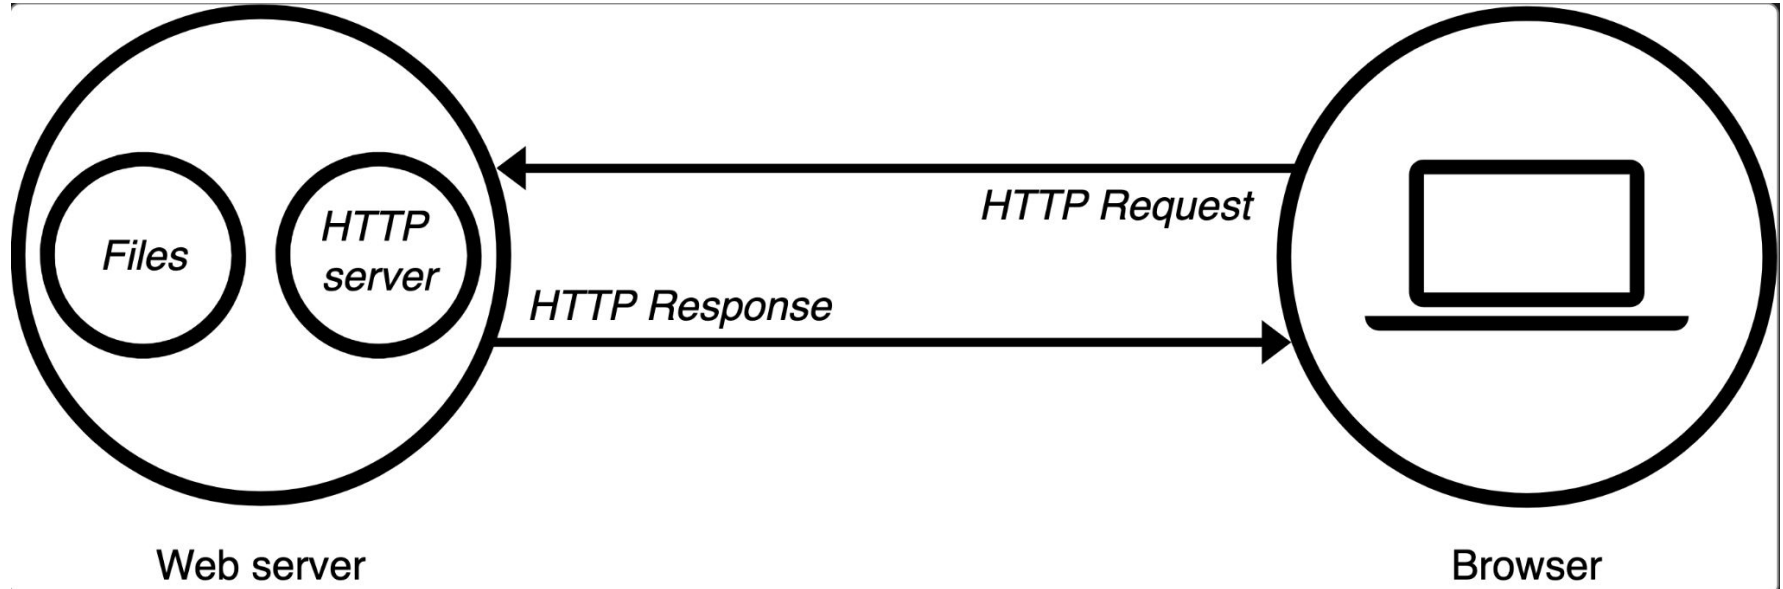 Files
HTTP
server
HTTP Request
HTTP Response
Web server
Browser